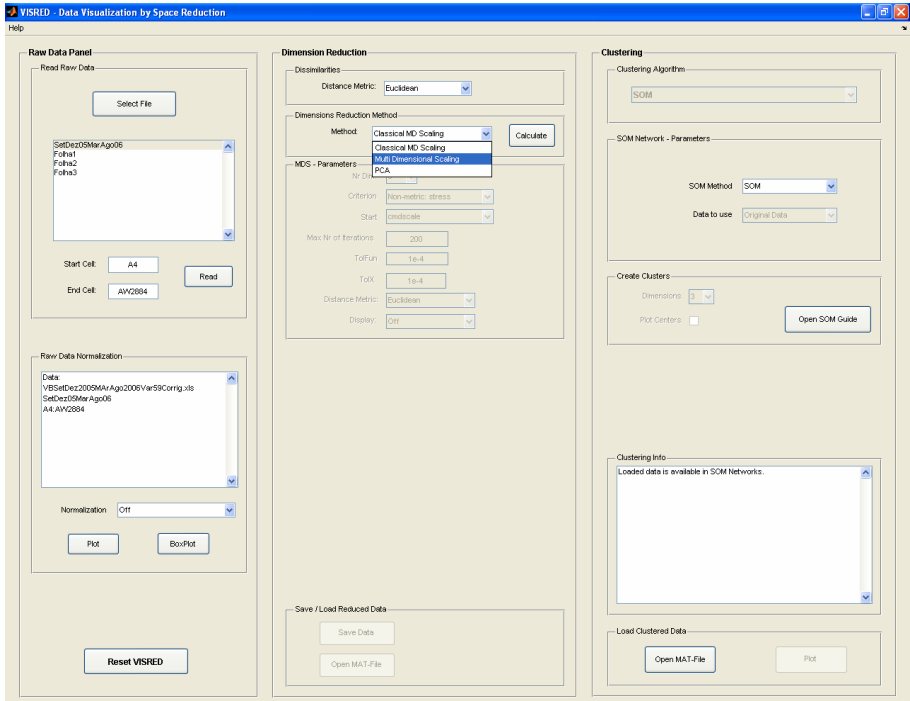 VISRED - Data Visualization by Space Reduction
Help
Raw Data Panel
Read Raw Data
Select File
SetDez05MarAgo06
Folha1
Folha2
Folha3
Start Cell: A4
End Cell: AW2884
Read
Raw Data Normalization
Data:
VBSetDez2005MArAgo2006Var59Corrig.xls
SetDez05MarAgo06
A4:AW2884
Normalization Off
Plot BoxPlot
Reset VISRED
Dimension Reduction
Dissimilarities
Distance Metric: Euclidean
Dimensions Reduction Method
Method: Classical MD Scaling Calculate
Classical MD Scaling
Multi Dimensional Scaling
PCA
MDS - Parameters
Nr Dim
Criterion Non-metric: stress
Start cmdscale
Max Nr of Iterations 200
TolFun 1e-4
TolX 1e-4
Distance Metric: Euclidean
Display: Off
Save / Load Reduced Data
Save Data
Open MAT-File
Clustering
Clustering Algorithm
SOM
SOM Network - Parameters
SOM Method SOM
Data to use Original Data
Create Clusters
Dimensions 3
Plot Centers
Open SOM Guide
Clustering Info
Loaded data is available in SOM Networks.
Load Clustered Data
Open MAT-File Plot